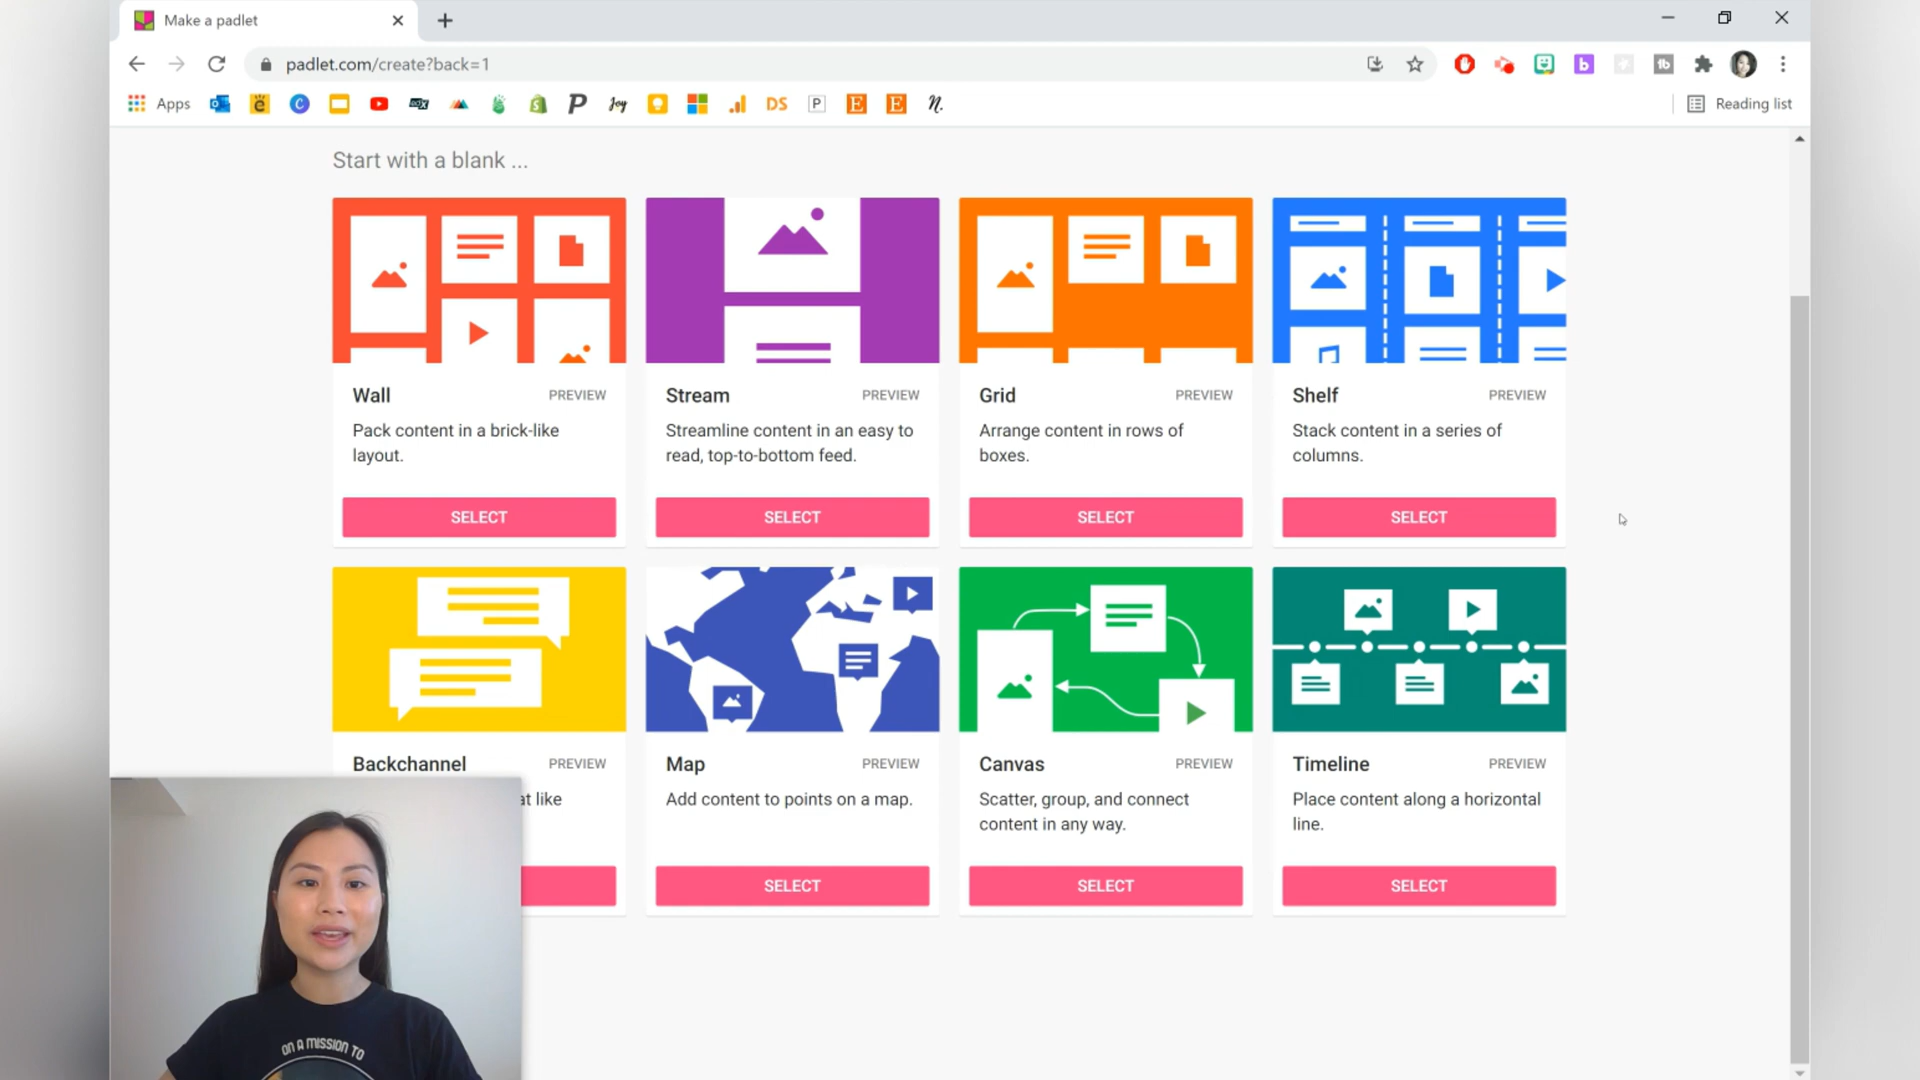 Make a padlet
padlet.com/create?back=1
Apps
DS
Joy
Reading list
Start with a blank ...
Wall PREVIEW
Pack content in a brick-like
layout.
SELECT
Stream PREVIEW
Streamline content in an easy to
read, top-to-bottom feed.
SELECT
Grid PREVIEW
Arrange content in rows of
boxes.
SELECT
Shelf PREVIEW
Stack content in a series of
columns.
SELECT
Backchannel PREVIEW
at like
Map PREVIEW
Add content to points on a map.
SELECT
Canvas PREVIEW
Scatter, group, and connect
content in any way.
SELECT
Timeline PREVIEW
Place content along a horizontal
line.
SELECT
ON A MISSION TO